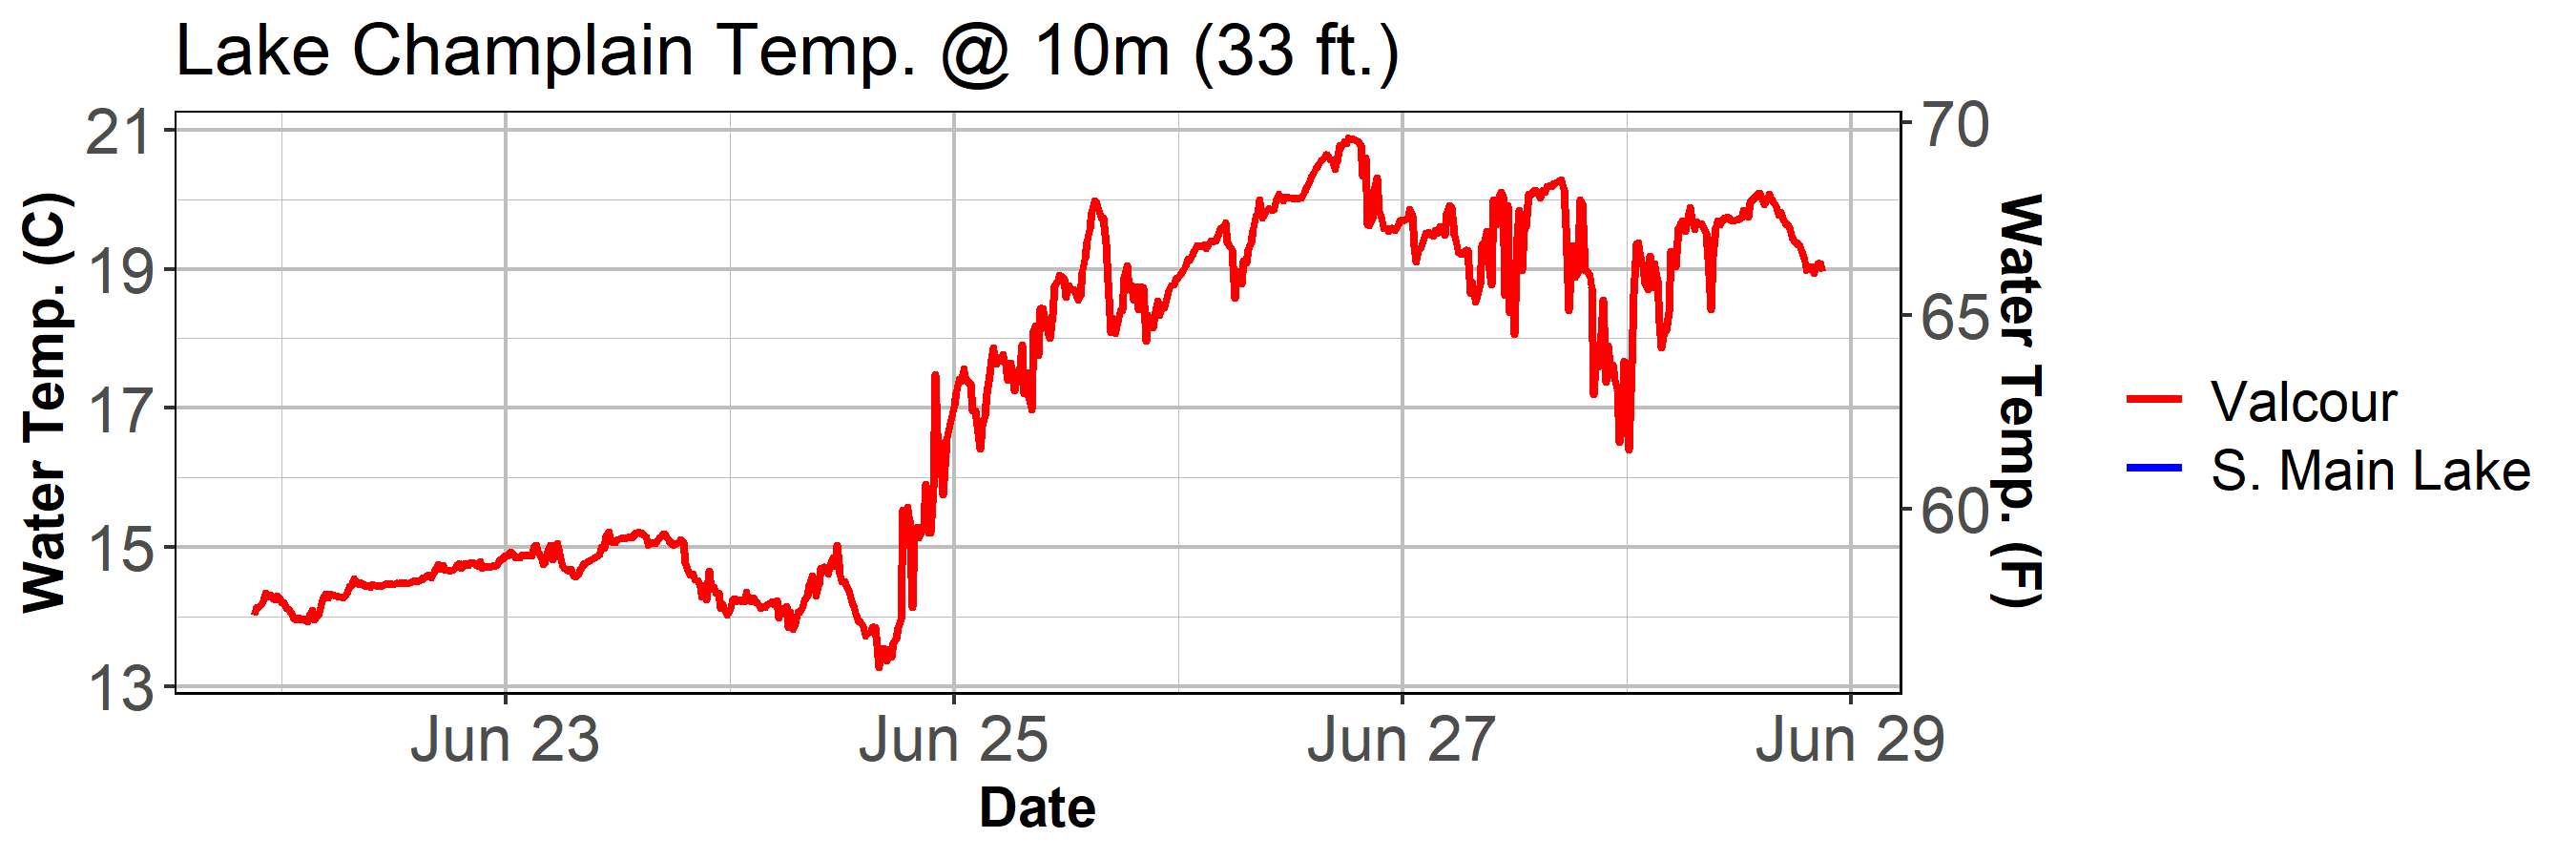 Lake Champlain Temp. @ 10m (33 ft.)
Water Temp. (C)
21
19
17
15
13
70
65
60
Water Temp. (F)
Jun 23
Jun 25
Jun 27
Jun 29
Date
Valcour
S. Main Lake